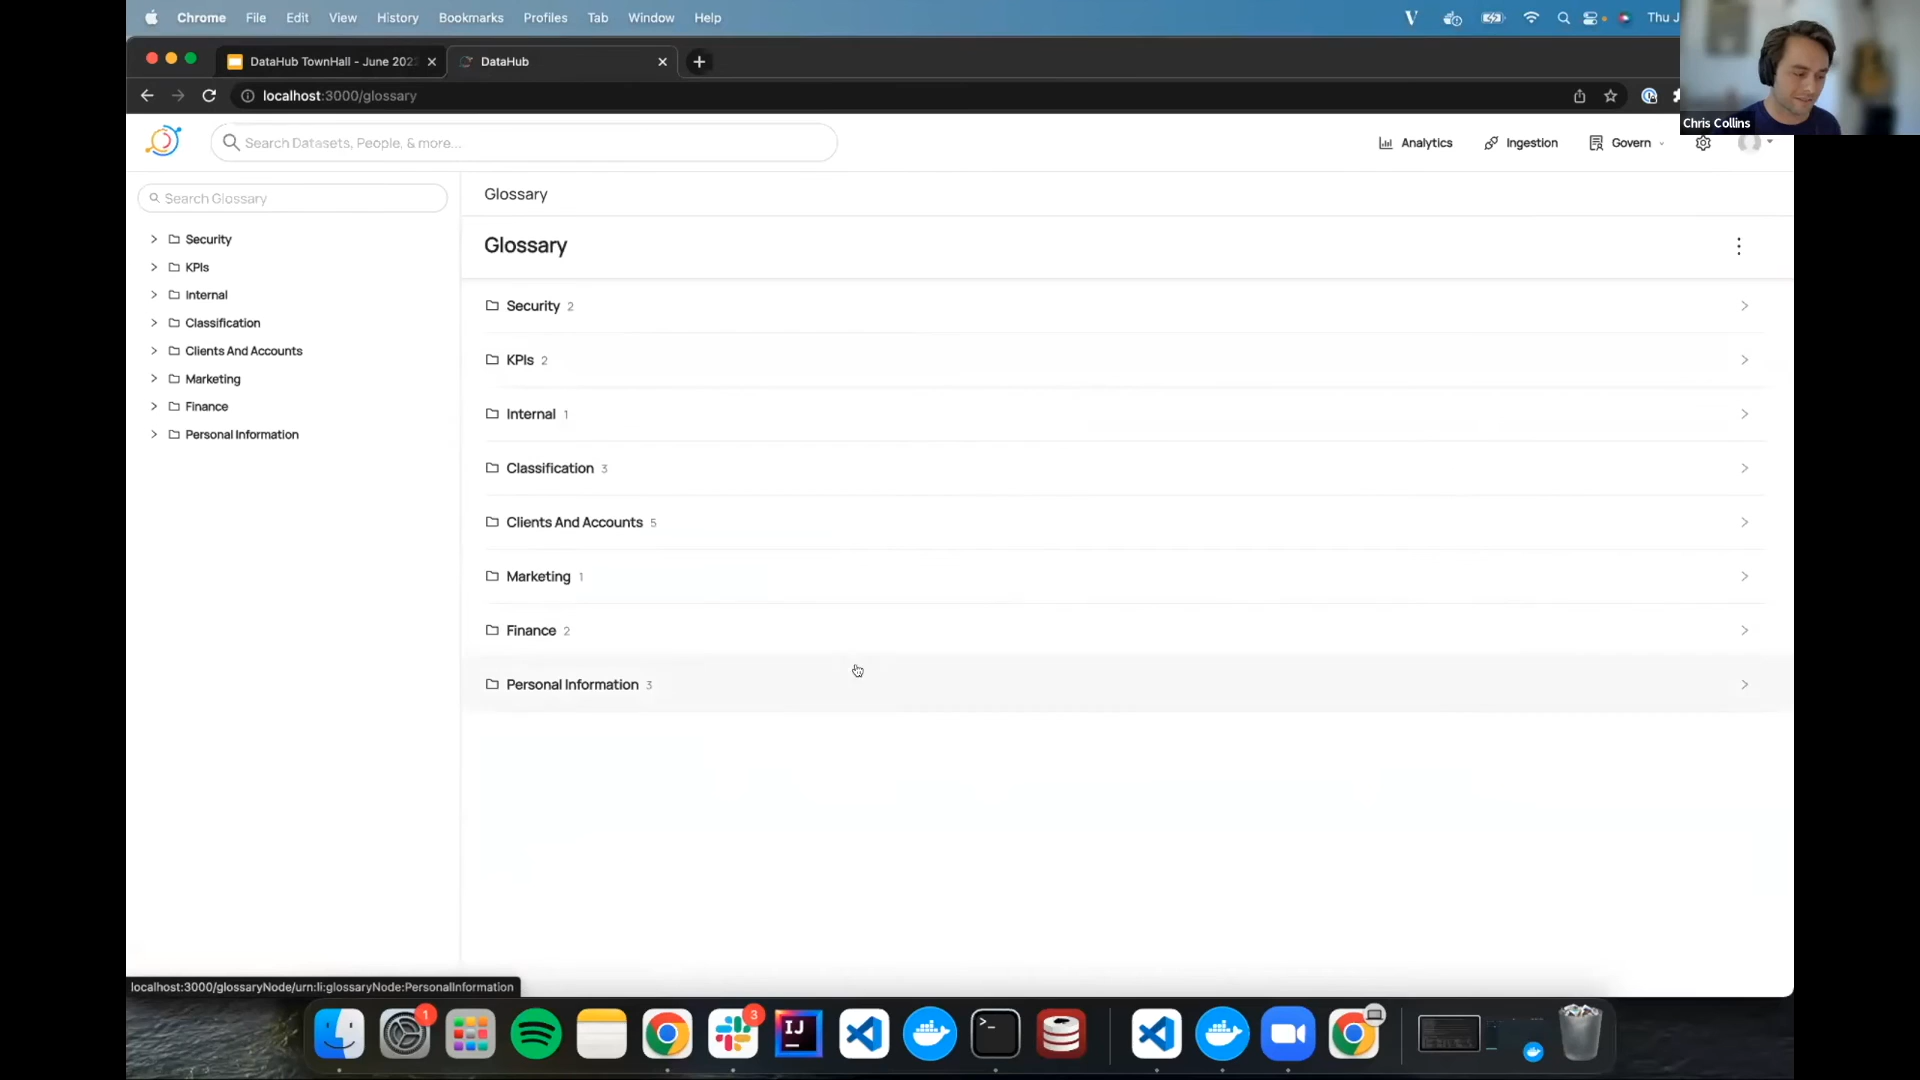 Chrome File Edit View History Bookmarks Profiles Tab Window Help
V
Thu J
DataHub TownHall - June 202
DataHub
localhost:3000/glossary
Chris Collins
Search Datasets, People, & more...
Analytics
Ingestion
Govern
Search Glossary
Security
KPIs
Internal
Classification
Clients And Accounts
Marketing
Finance
Personal Information
Glossary
Glossary
Security 2
KPIs 2
Internal 1
Classification 3
Clients And Accounts 5
Marketing 1
Finance 2
Personal Information 3
localhost:3000/glossaryNode/urn:li:glossaryNode:PersonalInformation
1
3
IJ
>_